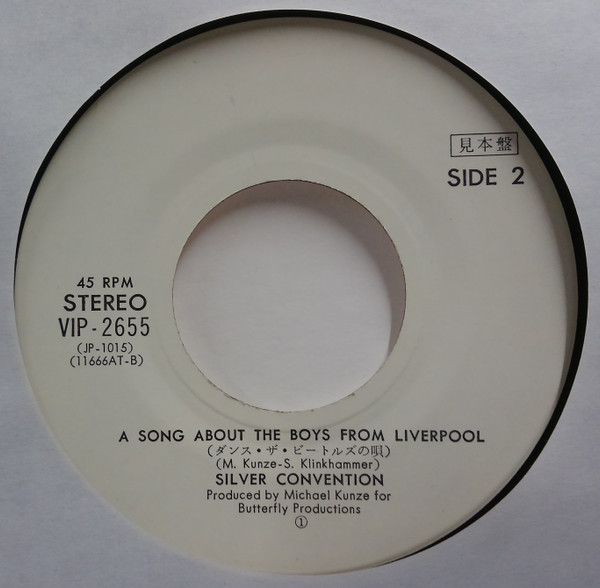 見本盤
SIDE 2
45 RPM
STEREO
VIP-2655
(JP-1015)
(11666AT-B)
A SONG ABOUT THE BOYS FROM LIVERPOOL
(ダンス・ザ・ビートルズの唄)
(M. Kunze-S. Klinkhammer)
SILVER CONVENTION
Produced by Michael Kunze for
Butterfly Productions
①